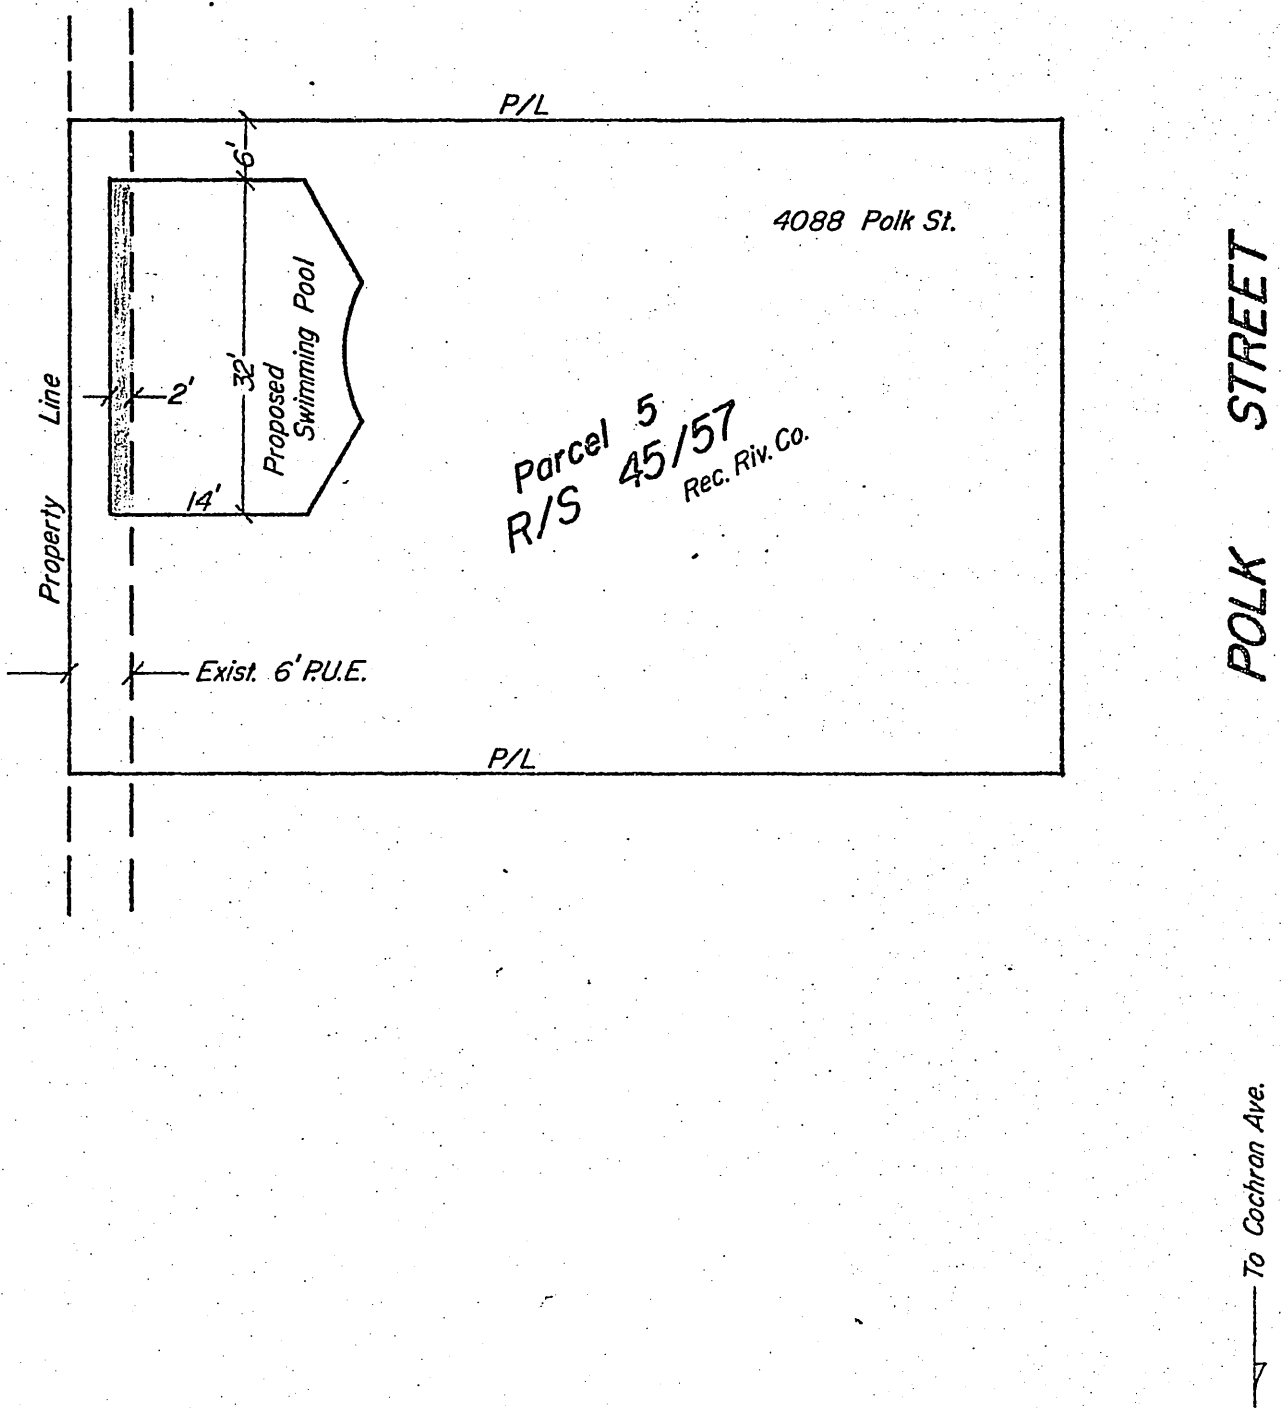 P/L
6'
4088 Polk St.
32'
Proposed
Swimming Pool
2'
14'
Property Line
Parcel 5
R/S 45/57
Rec. Riv. Co.
Exist. 6' P.U.E.
P/L
POLK STREET
To Cochran Ave.